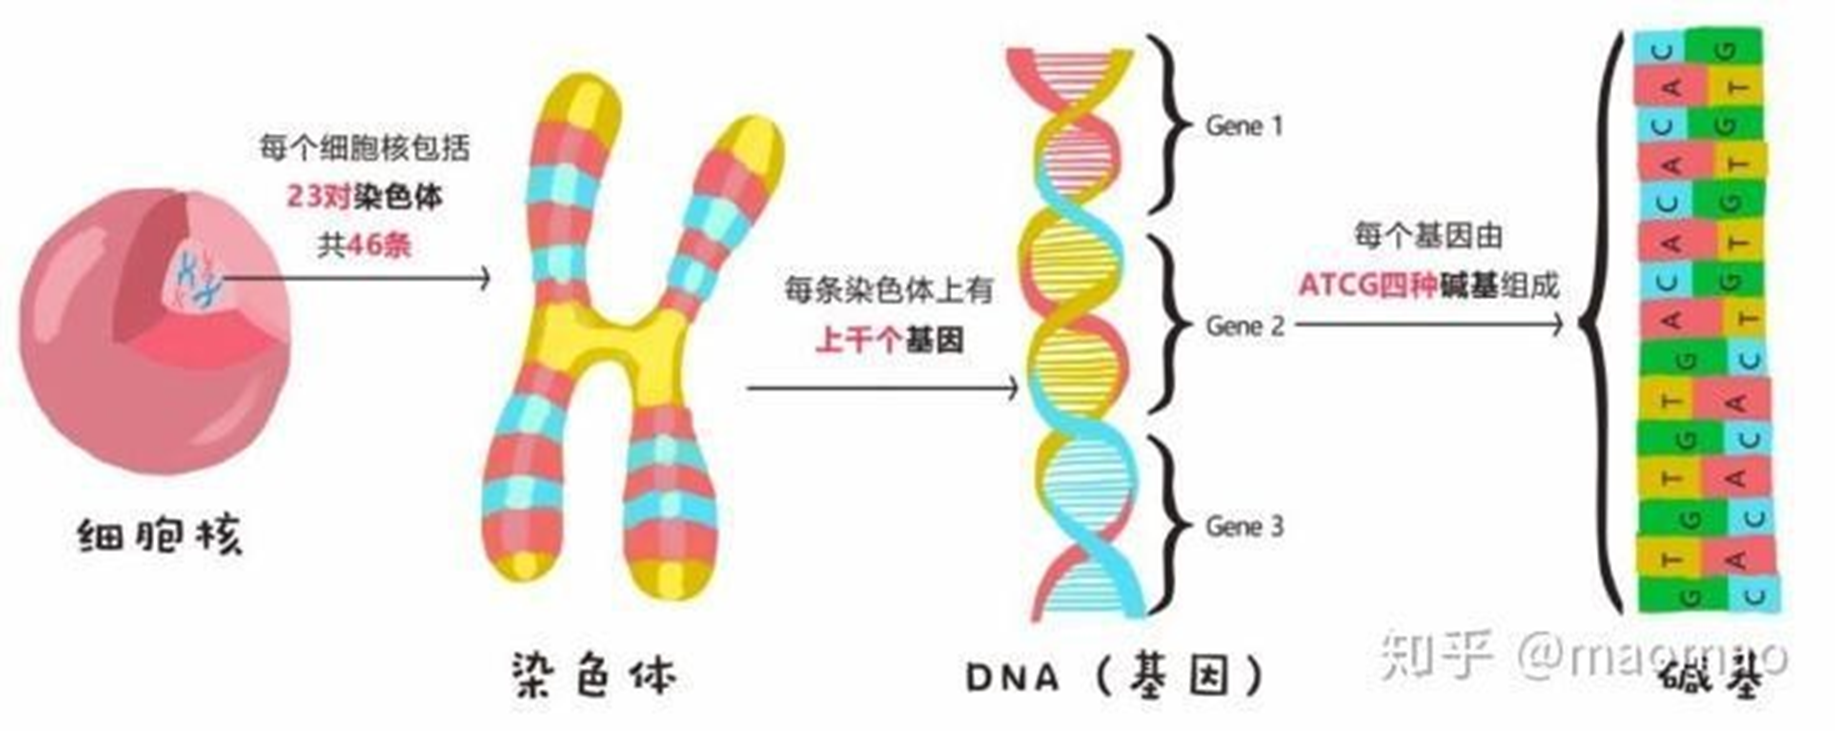 每个细胞核包括
23对染色体
共46条
细胞核
染色体
每条染色体上有
上千个基因
Gene 1
Gene 2
Gene 3
DNA（基因）
每个基因由
ATCG四种碱基组成
C G
A T
C G
A T
C G
A T
C G
A T
G C
T A
G C
T A
G C
T A
G C
碱基
知乎 @maomao